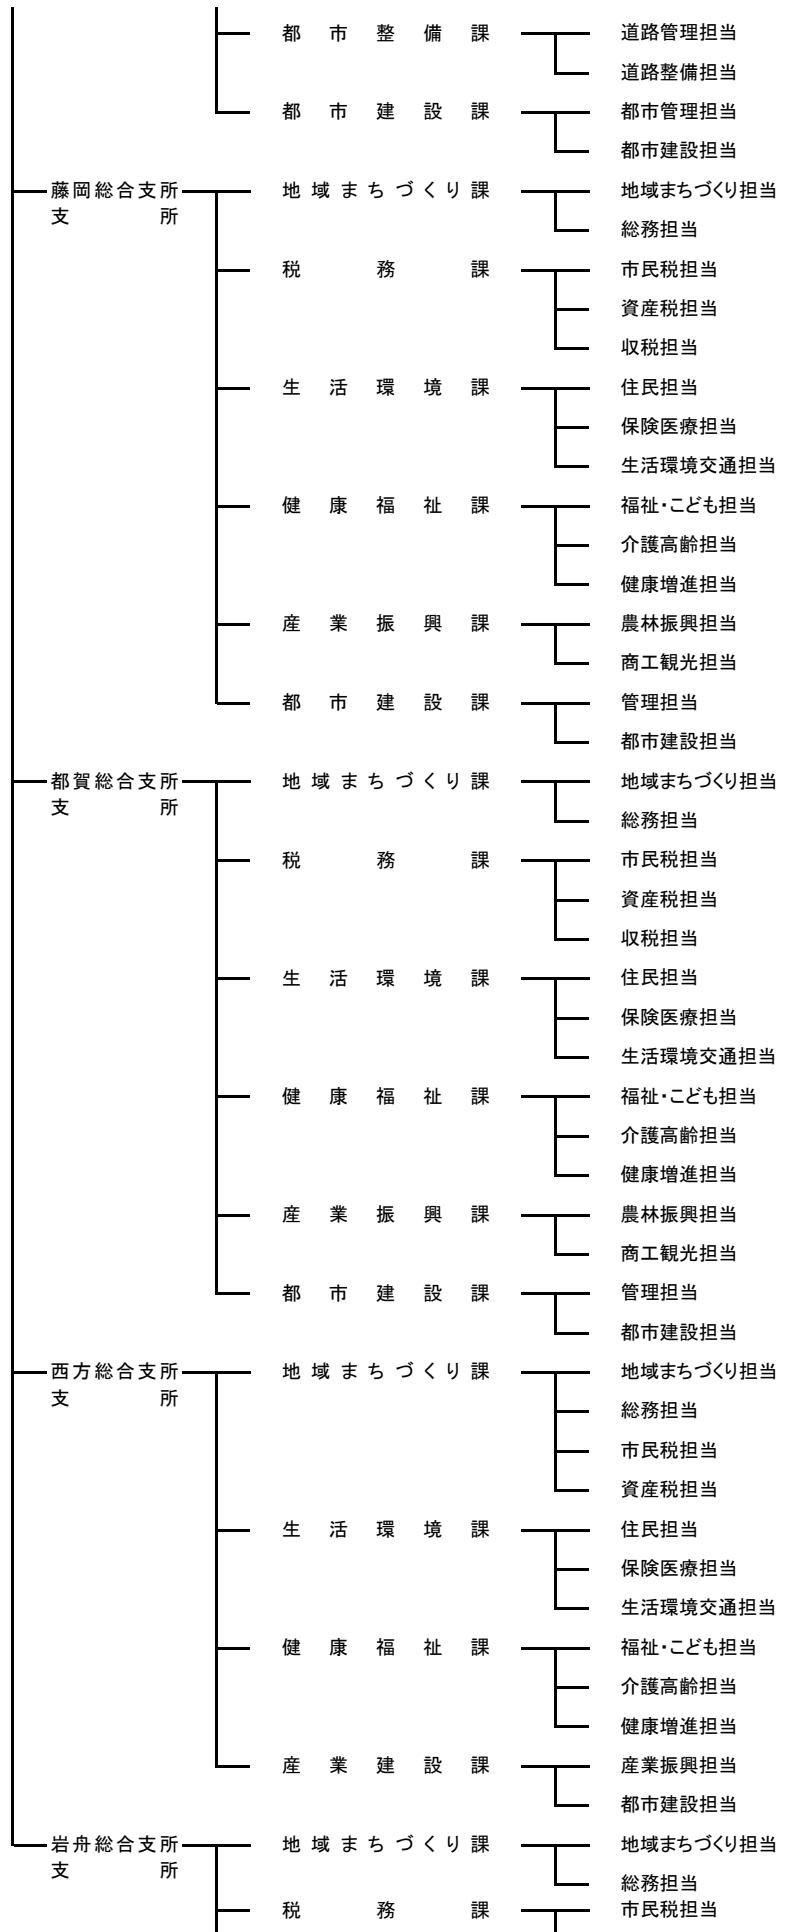 都市整備課 道路管理担当
道路整備担当
都市建設課 都市管理担当
都市建設担当
藤岡総合支所 地域まちづくり課 地域まちづくり担当
支所
総務担当
税務課 市民税担当
資産税担当
収税担当
生活環境課 住民担当
保険医療担当
生活環境交通担当
健康福祉課 福祉・こども担当
介護高齢担当
健康増進担当
産業振興課 農林振興担当
商工観光担当
都市建設課 管理担当
都市建設担当
都賀総合支所 地域まちづくり課 地域まちづくり担当
支所
総務担当
税務課 市民税担当
資産税担当
収税担当
生活環境課 住民担当
保険医療担当
生活環境交通担当
健康福祉課 福祉・こども担当
介護高齢担当
健康増進担当
産業振興課 農林振興担当
商工観光担当
都市建設課 管理担当
都市建設担当
西方総合支所 地域まちづくり課 地域まちづくり担当
支所
総務担当
市民税担当
資産税担当
生活環境課 住民担当
保険医療担当
生活環境交通担当
健康福祉課 福祉・こども担当
介護高齢担当
健康増進担当
産業建設課 産業振興担当
都市建設担当
岩舟総合支所 地域まちづくり課 地域まちづくり担当
支所
総務担当
税務課 市民税担当